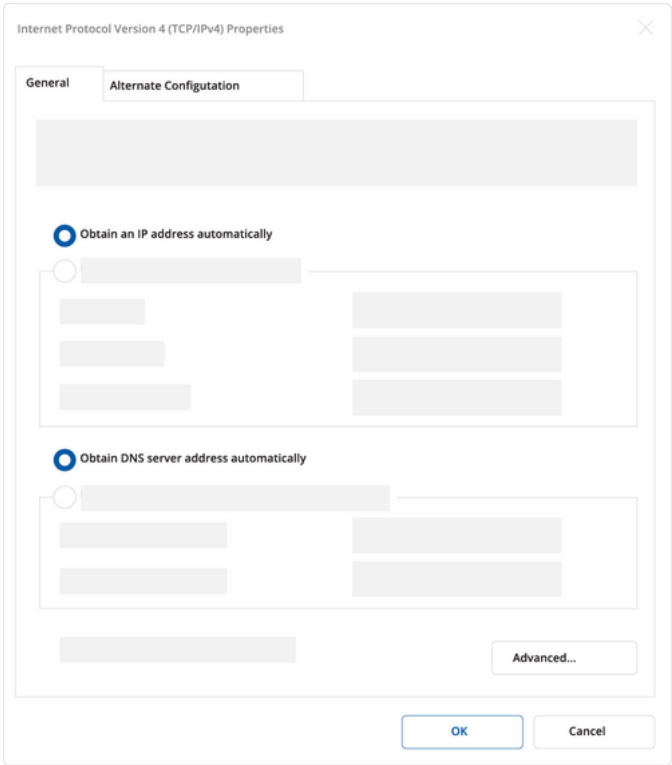 Internet Protocol Version 4 (TCP/IPv4) Properties
General
Alternate Configutation
Obtain an IP address automatically
Obtain DNS server address automatically
Advanced...
OK
Cancel